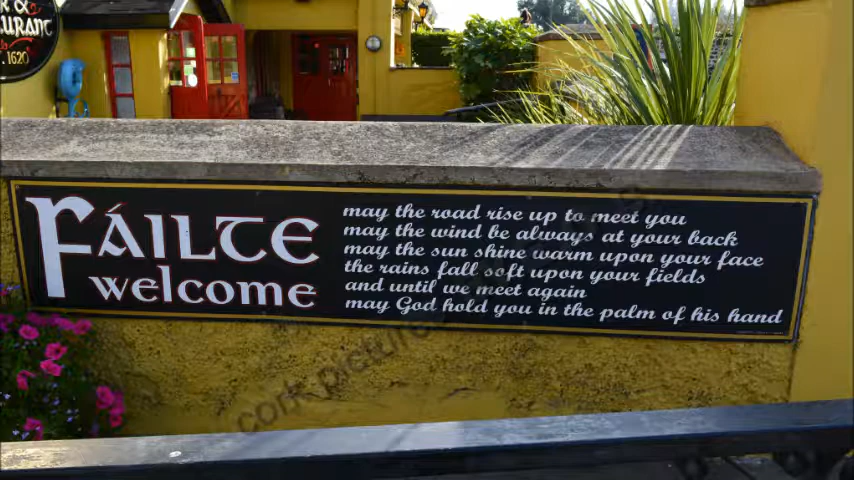 & 
URANT
1620
FÁILTE
welcome
may the road rise up to meet you
may the wind be always at your back
may the sun shine warm upon your face
the rains fall soft upon your fields
and until we meet again
may God hold you in the palm of his hand